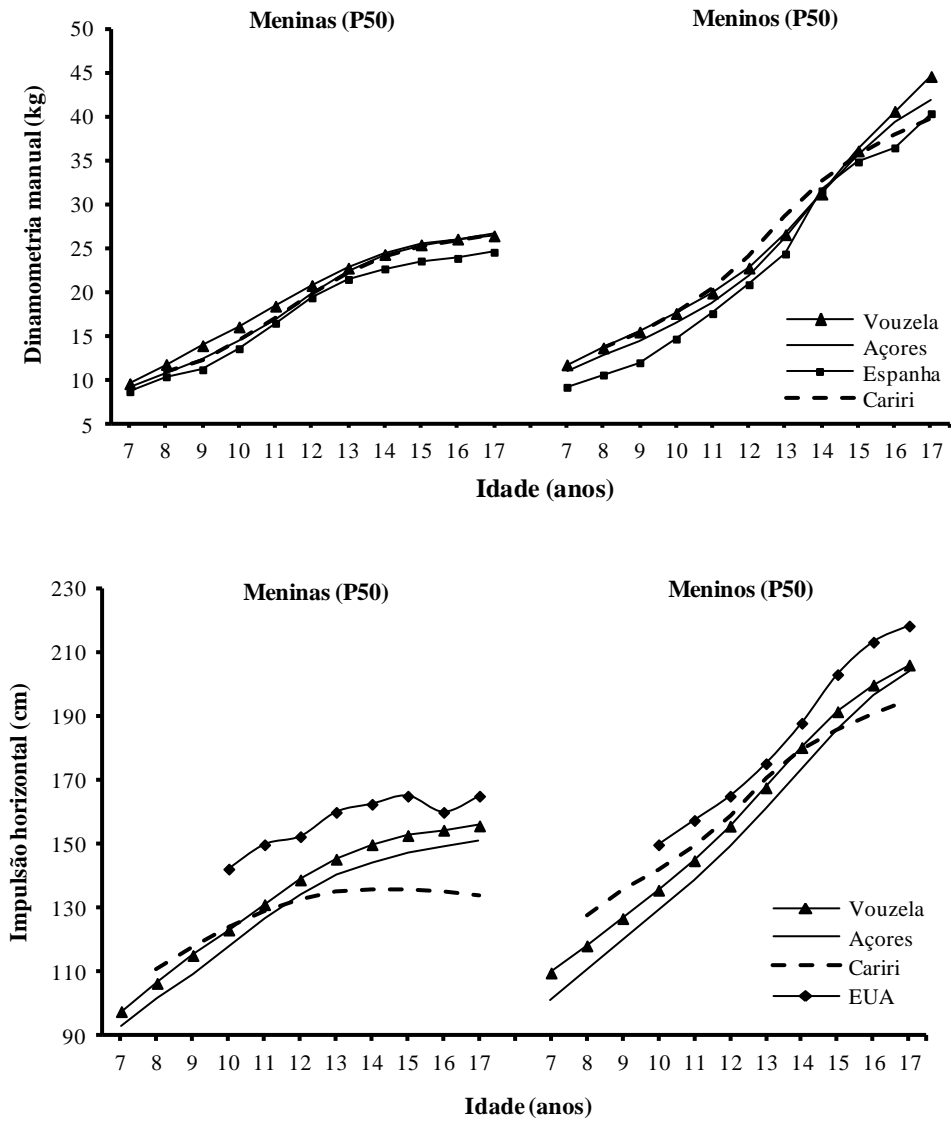 Meninas (P50)
Meninos (P50)
50
45
40
35
30
25
20
15
10
5
Dinamometria manual (kg)
Vouzela
Açores
Espanha
Cariri
7 8 9 10 11 12 13 14 15 16 17 7 8 9 10 11 12 13 14 15 16 17
Idade (anos)
Meninas (P50)
Meninos (P50)
230
210
190
170
150
130
110
90
Impulsão horizontal (cm)
Vouzela
Açores
Cariri
EUA
7 8 9 10 11 12 13 14 15 16 17 7 8 9 10 11 12 13 14 15 16 17
Idade (anos)